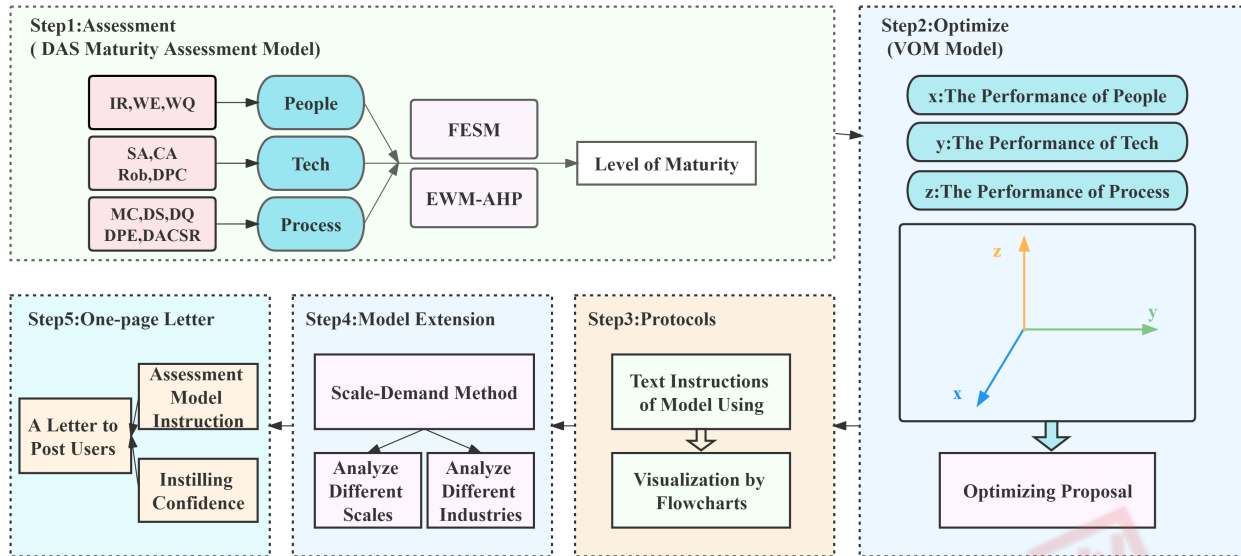 Step1:Assessment
( DAS Maturity Assessment Model)
IR,WE,WQ
People
SA,CA
Rob,DPC
Tech
MC,DS,DQ
DPE,DACSR
Process
FESM
EWM-AHP
Level of Maturity
Step2:Optimize
(VOM Model)
x:The Performance of People
y:The Performance of Tech
z:The Performance of Process
z
y
x
Optimizing Proposal
Step3:Protocols
Text Instructions
of Model Using
Visualization by
Flowcharts
Step4:Model Extension
Scale-Demand Method
Analyze
Different
Scales
Analyze
Different
Industries
Step5:One-page Letter
Assessment
Model
Instruction
A Letter to
Post Users
Instilling
Confidence